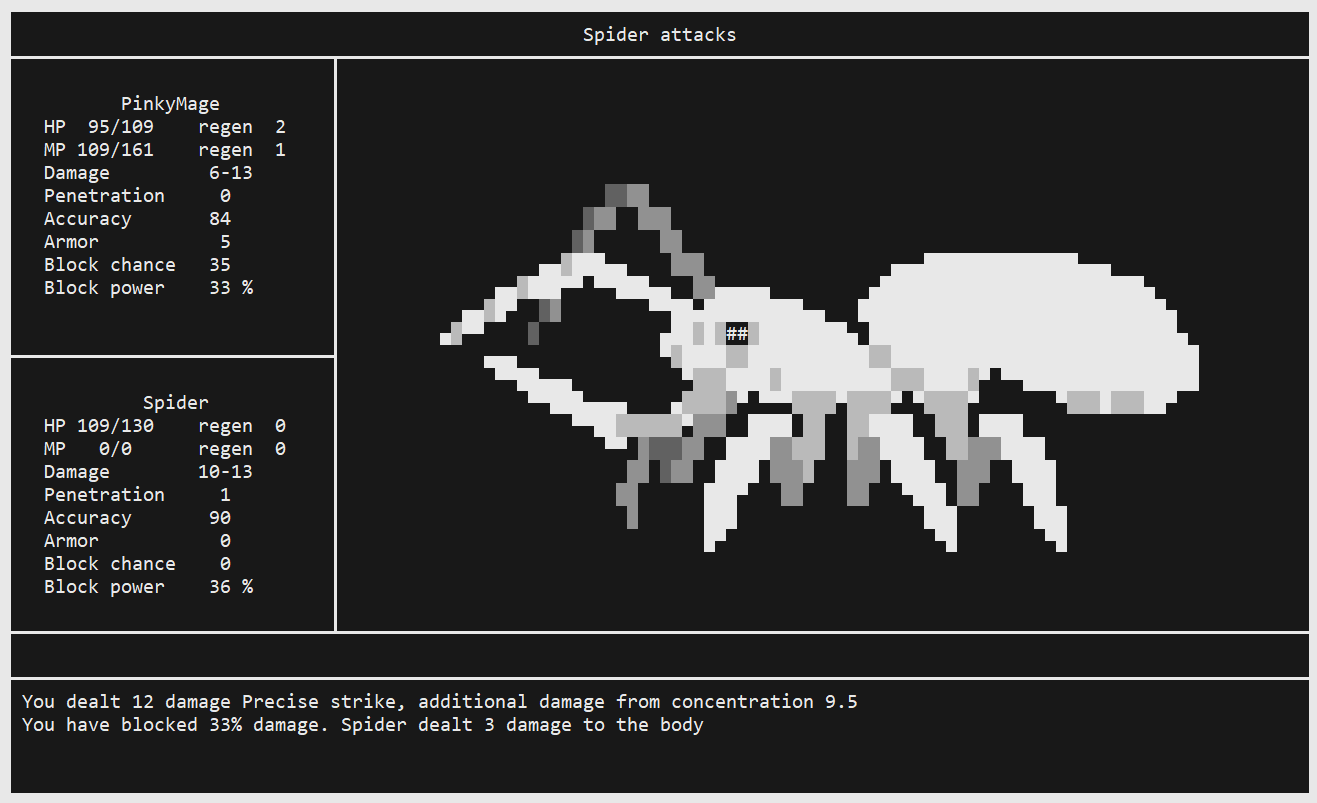 Spider attacks
PinkyMage
HP 95/109 regen 2
MP 109/161 regen 1
Damage 6-13
Penetration 0
Accuracy 84
Armor 5
Block chance 35
Block power 33 %
##
Spider
HP 109/130 regen 0
MP 0/0 regen 0
Damage 10-13
Penetration 1
Accuracy 90
Armor 0
Block chance 0
Block power 36 %
You dealt 12 damage Precise strike, additional damage from concentration 9.5
You have blocked 33% damage. Spider dealt 3 damage to the body